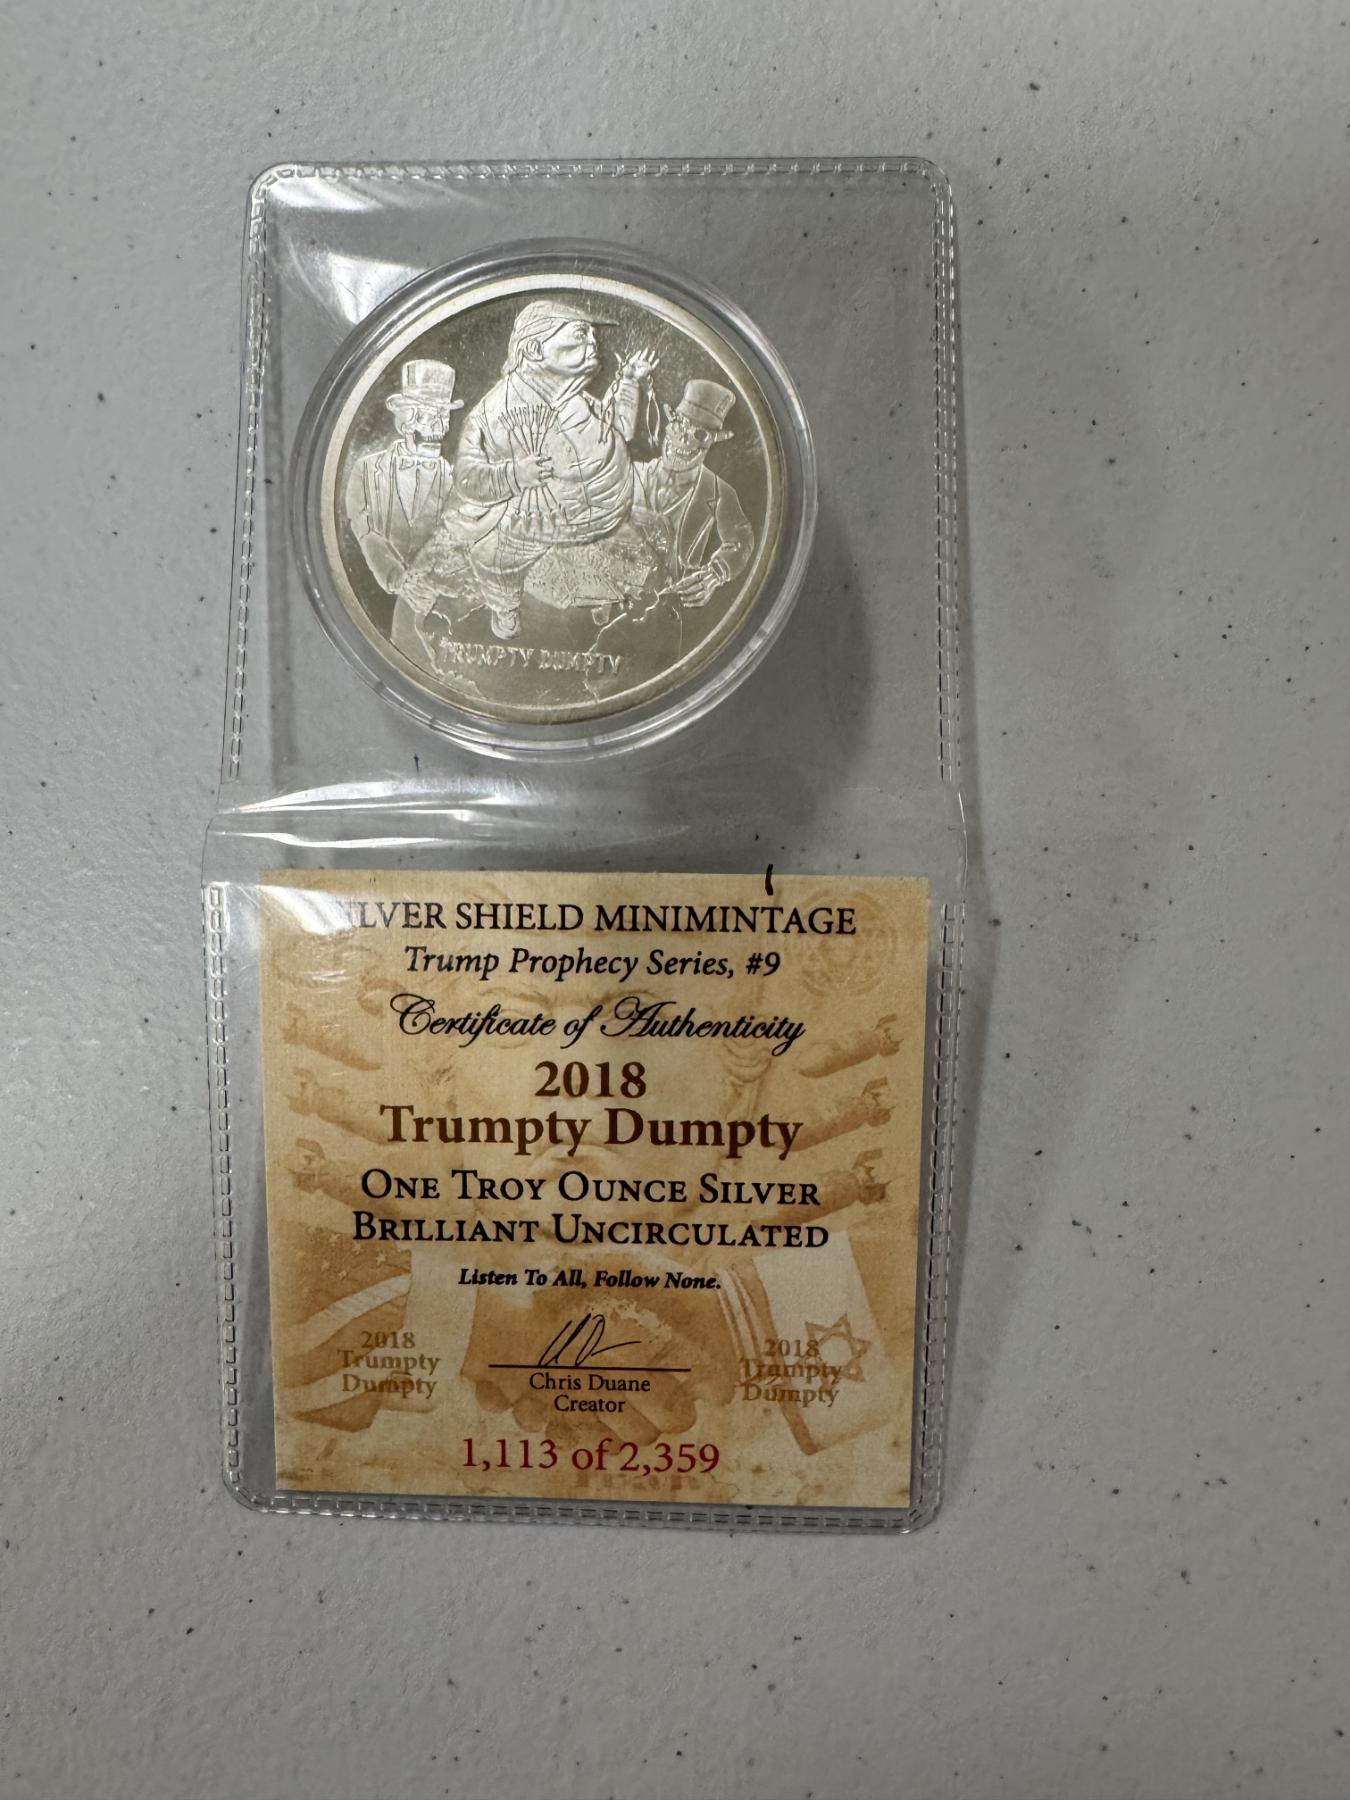 TRUMPTY DUMPTY
SILVER SHIELD MINIMINTAGE
Trump Prophecy Series, #9
Certificate of Authenticity
2018
Trumpty Dumpty
ONE TROY OUNCE SILVER
BRILLIANT UNCIRCULATED
Listen To All, Follow None.
2018
Trumpty
Dumpty
Chris Duane
Creator
2018
Trumpty
Dumpty
1,113 of 2,359